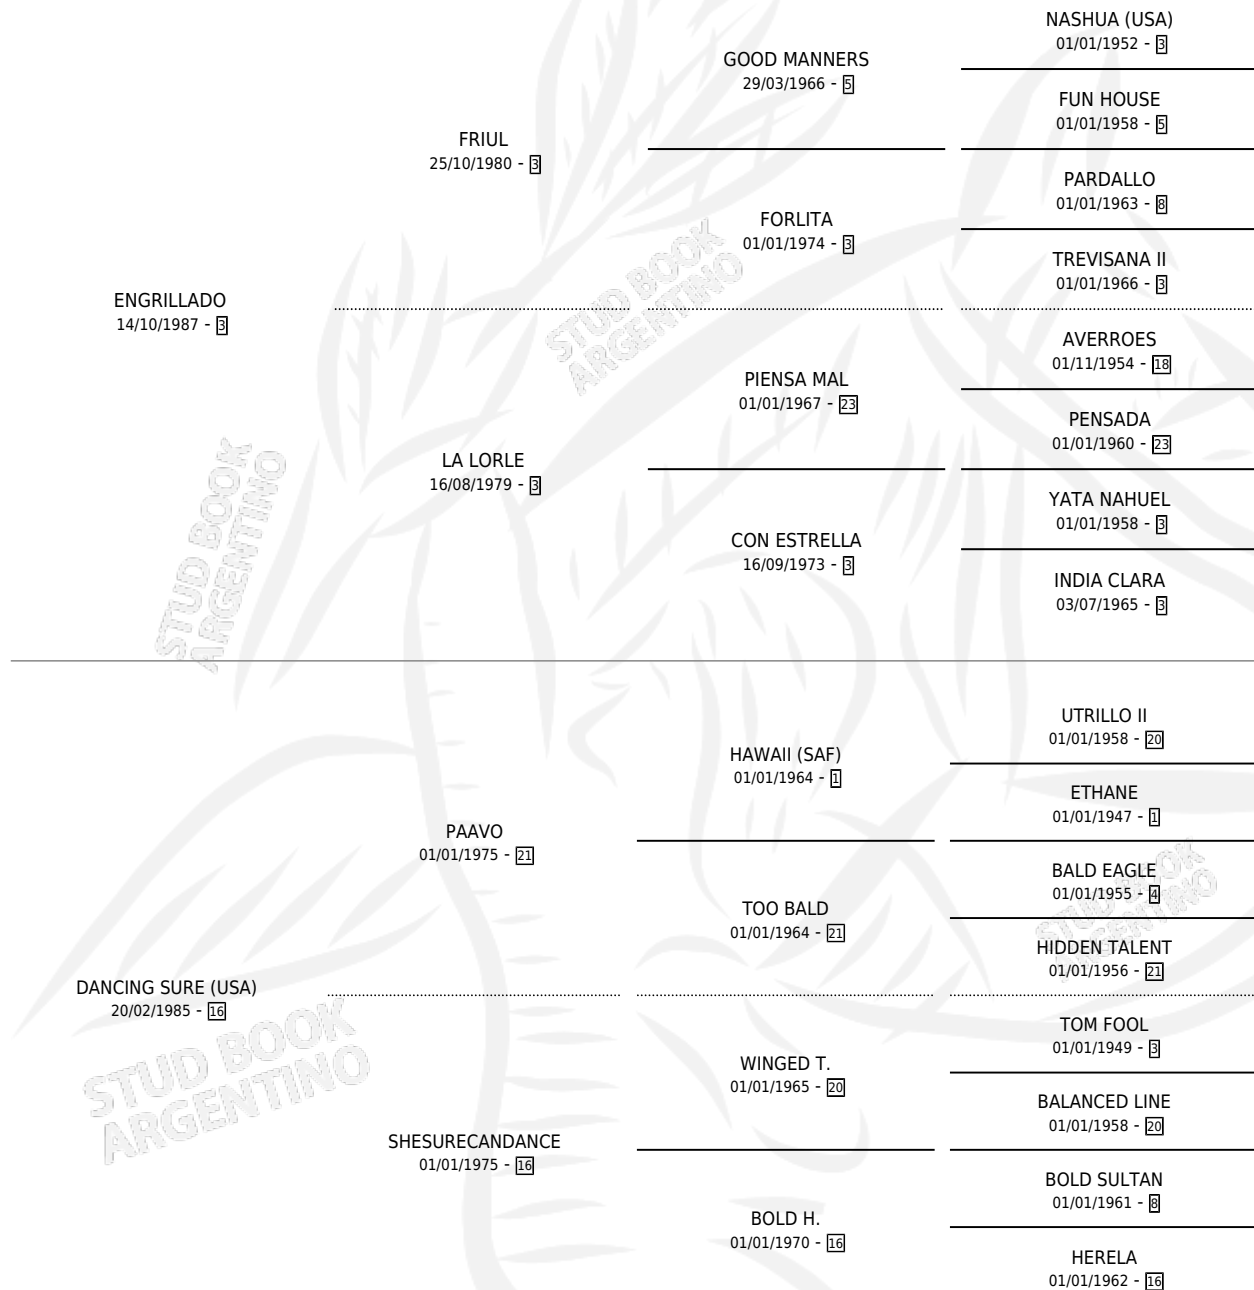 NASHUA (USA)
01/01/1952 - 3
GOOD MANNERS
29/03/1966 - 5
FUN HOUSE
01/01/1958 - 5
FRIUL
25/10/1980 - 3
PARDALLO
01/01/1963 - 8
FORLITA
01/01/1974 - 3
TREVISANA II
01/01/1966 - 3
ENGRILLADO
14/10/1987 - 3
AVERROES
01/11/1954 - 18
PIENSA MAL
01/01/1967 - 23
PENSADA
01/01/1960 - 23
LA LORLE
16/08/1979 - 3
YATA NAHUEL
01/01/1958 - 3
CON ESTRELLA
16/09/1973 - 3
INDIA CLARA
03/07/1965 - 3
UTRILLO II
01/01/1958 - 20
HAWAII (SAF)
01/01/1964 - 1
ETHANE
01/01/1947 - 1
PAAVO
01/01/1975 - 21
BALD EAGLE
01/01/1955 - 4
TOO BALD
01/01/1964 - 21
HIDDEN TALENT
01/01/1956 - 21
DANCING SURE (USA)
20/02/1985 - 16
TOM FOOL
01/01/1949 - 3
WINGED T.
01/01/1965 - 20
BALANCED LINE
01/01/1958 - 20
SHESURECANDANCE
01/01/1975 - 16
BOLD SULTAN
01/01/1961 - 8
BOLD H.
01/01/1970 - 16
HERELA
01/01/1962 - 16
STUD BOOK
ARGENTINO
STUD BOOK
ARGENTINO
STUD BOOK
ARGENTINO
STUD BOOK
ARGENTINO